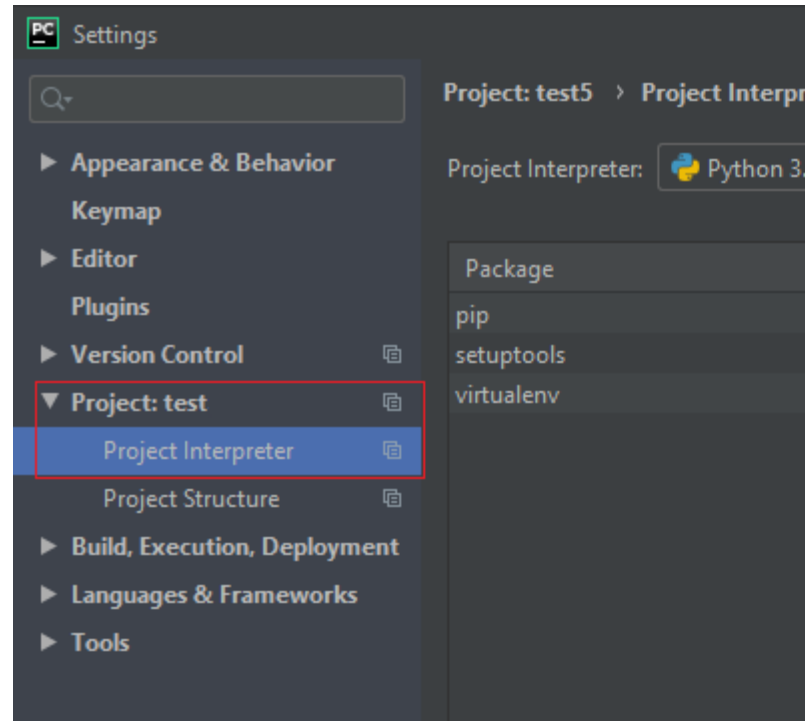 PC Settings
Project: test5 › Project Interpr
Appearance & Behavior
Keymap
Editor
Plugins
Version Control
Project: test
Project Interpreter
Project Structure
Build, Execution, Deployment
Languages & Frameworks
Tools
Project Interpreter: Python 3.
Package
pip
setuptools
virtualenv